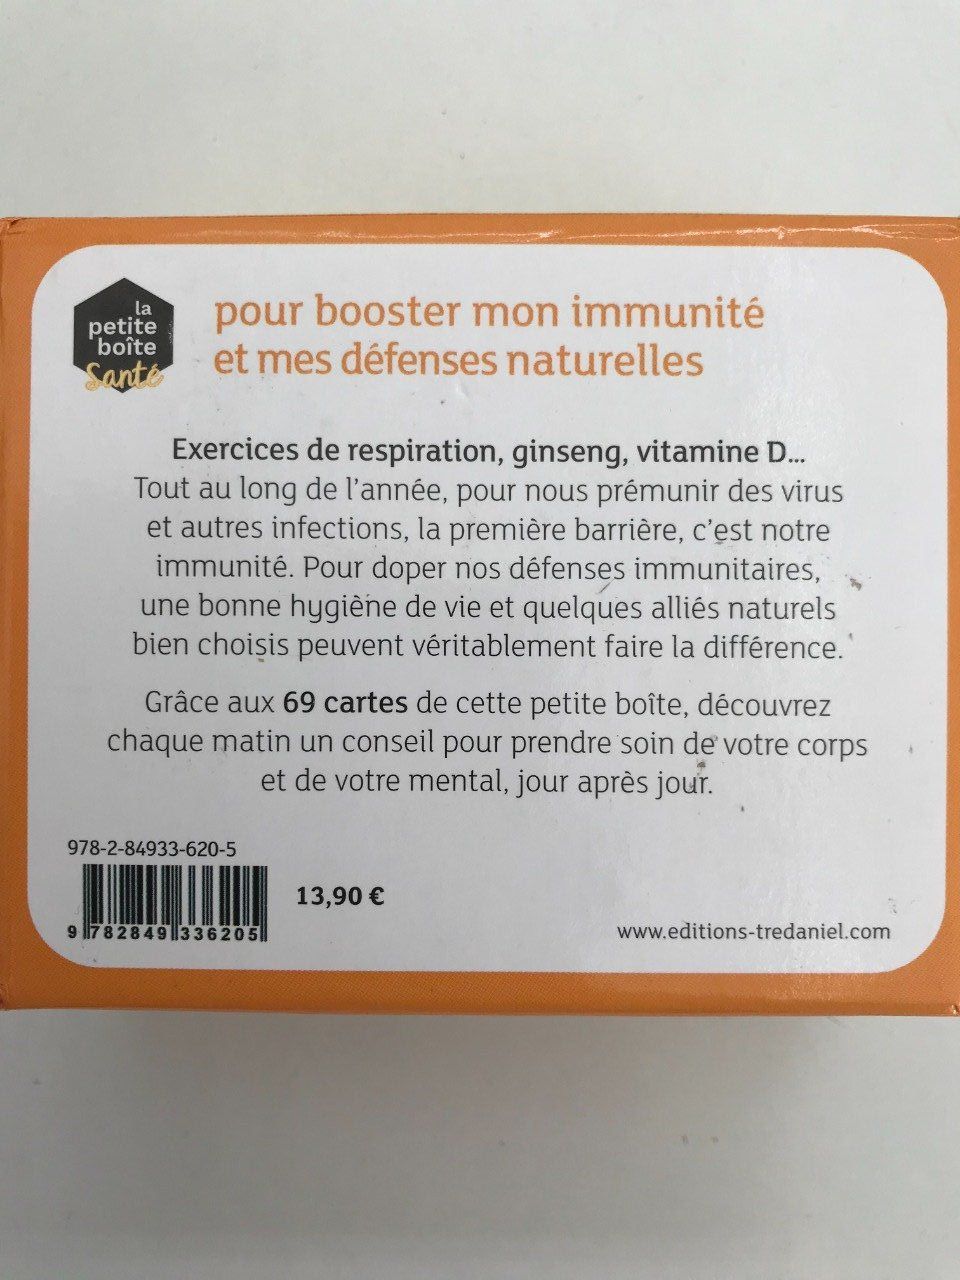 la
petite
boîte
Santé
pour booster mon immunité
et mes défenses naturelles
Exercices de respiration, ginseng, vitamine D...
Tout au long de l'année, pour nous prémunir des virus
et autres infections, la première barrière, c'est notre
immunité. Pour doper nos défenses immunitaires,
une bonne hygiène de vie et quelques alliés naturels
bien choisis peuvent véritablement faire la différence.
Grâce aux 69 cartes de cette petite boîte, découvrez
chaque matin un conseil pour prendre soin de votre corps
et de votre mental, jour après jour.
978-2-84933-620-5
9 782849 336205
13,90 €
www.editions-tredaniel.com